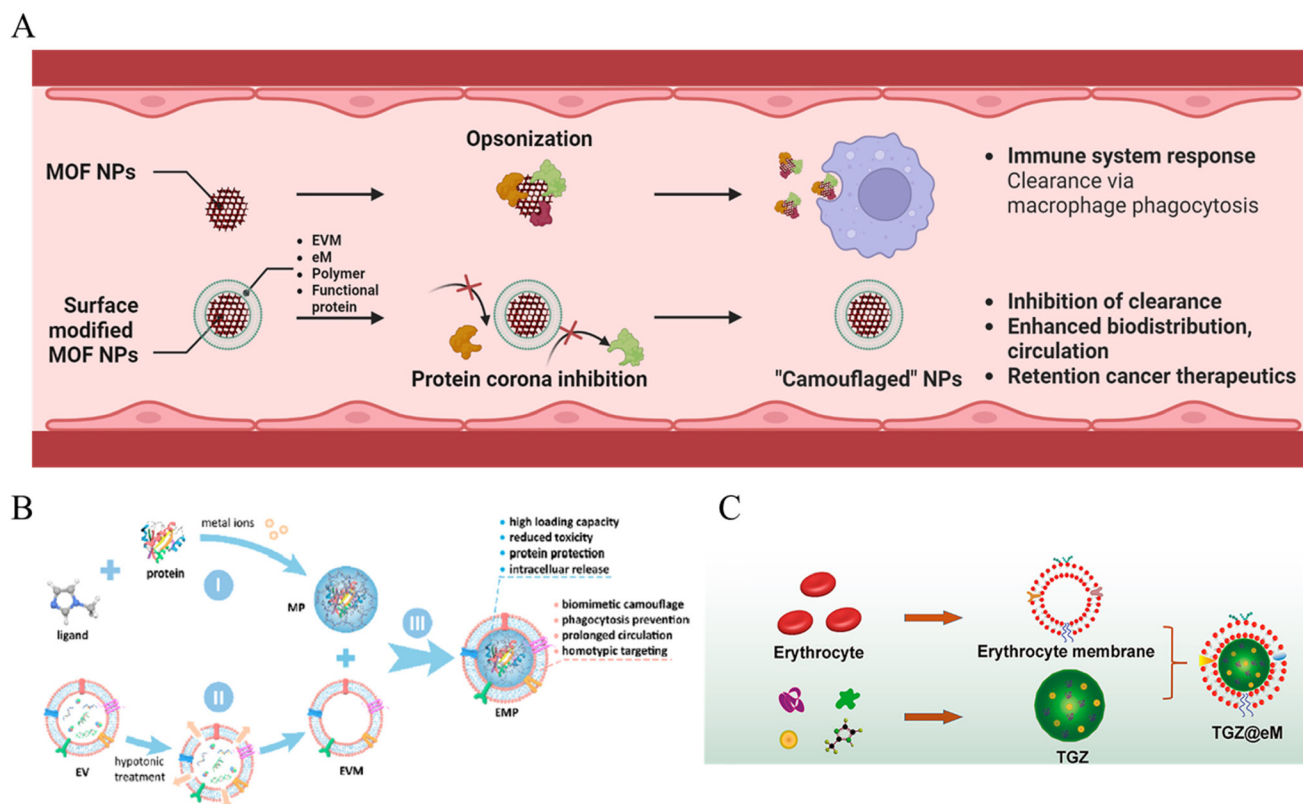 A
MOF NPs
Opsonization
• Immune system response
Clearance via
macrophage phagocytosis
• EVM
• eM
• Polymer
• Functional
protein
Surface
modified
MOF NPs
Protein corona inhibition
"Camouflaged" NPs
• Inhibition of clearance
• Enhanced biodistribution,
circulation
• Retention cancer therapeutics
B
metal ions
protein
I
ligand
MP
III
• high loading capacity
• reduced toxicity
• protein protection
• intracelluar release
• biomimetic camouflage
• phagocytosis prevention
• prolonged circulation
• homotypic targeting
EMP
II
EV
hypotonic
treatment
EVM
C
Erythrocyte
Erythrocyte membrane
TGZ
TGZ@eM